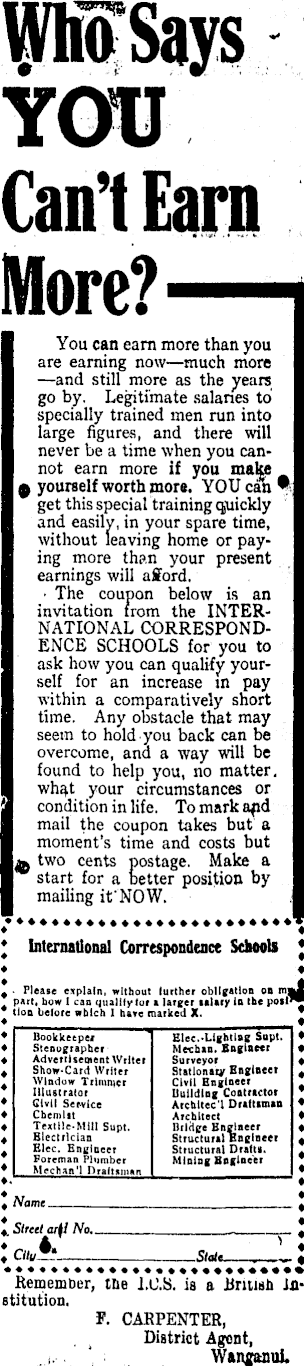 Who Says
YOU
Can't Earn
More?
You can earn more than you
are earning now—much more
—and still more as the years
go by. Legitimate salaries to
specially trained men run into
large figures, and there will
never be a time when you can-
not earn more if you make
yourself worth more. YOU can
get this special training quickly
and easily, in your spare time,
without leaving home or pay-
ing more than your present
earnings will afford.
The coupon below is an
invitation from the INTER-
NATIONAL CORRESPOND-
ENCE SCHOOLS for you to
ask how you can qualify your-
self for an increase in pay
within a comparatively short
time. Any obstacle that may
seem to hold you back can be
overcome, and a way will be
found to help you, no matter
what your circumstances or
condition in life. To mark and
mail the coupon takes but a
moment's time and costs but
two cents postage. Make a
start for a better position by
mailing it NOW.
International Correspondence Schools
Please explain, without further obligation on my
part, how I can qualify for a larger salary in the posi-
tion before which I have marked X.
Bookkeeper
Stenographer
Advertisement Writer
Show-Card Writer
Window Trimmer
Illustrator
Civil Service
Chemist
Textile-Mill Supt.
Electrician
Elec. Engineer
Foreman Plumber
Mechan'l Draftsman
Elec.-Lighting Supt.
Mechan. Engineer
Surveyor
Stationary Engineer
Civil Engineer
Building Contractor
Architec'l Draftsman
Architect
Bridge Engineer
Structural Engineer
Structural Drafts.
Mining Engineer
Name
Street and No.
City State
Remember, the I.C.S. is a British In-
stitution.
F. CARPENTER,
District Agent,
Wanganui.